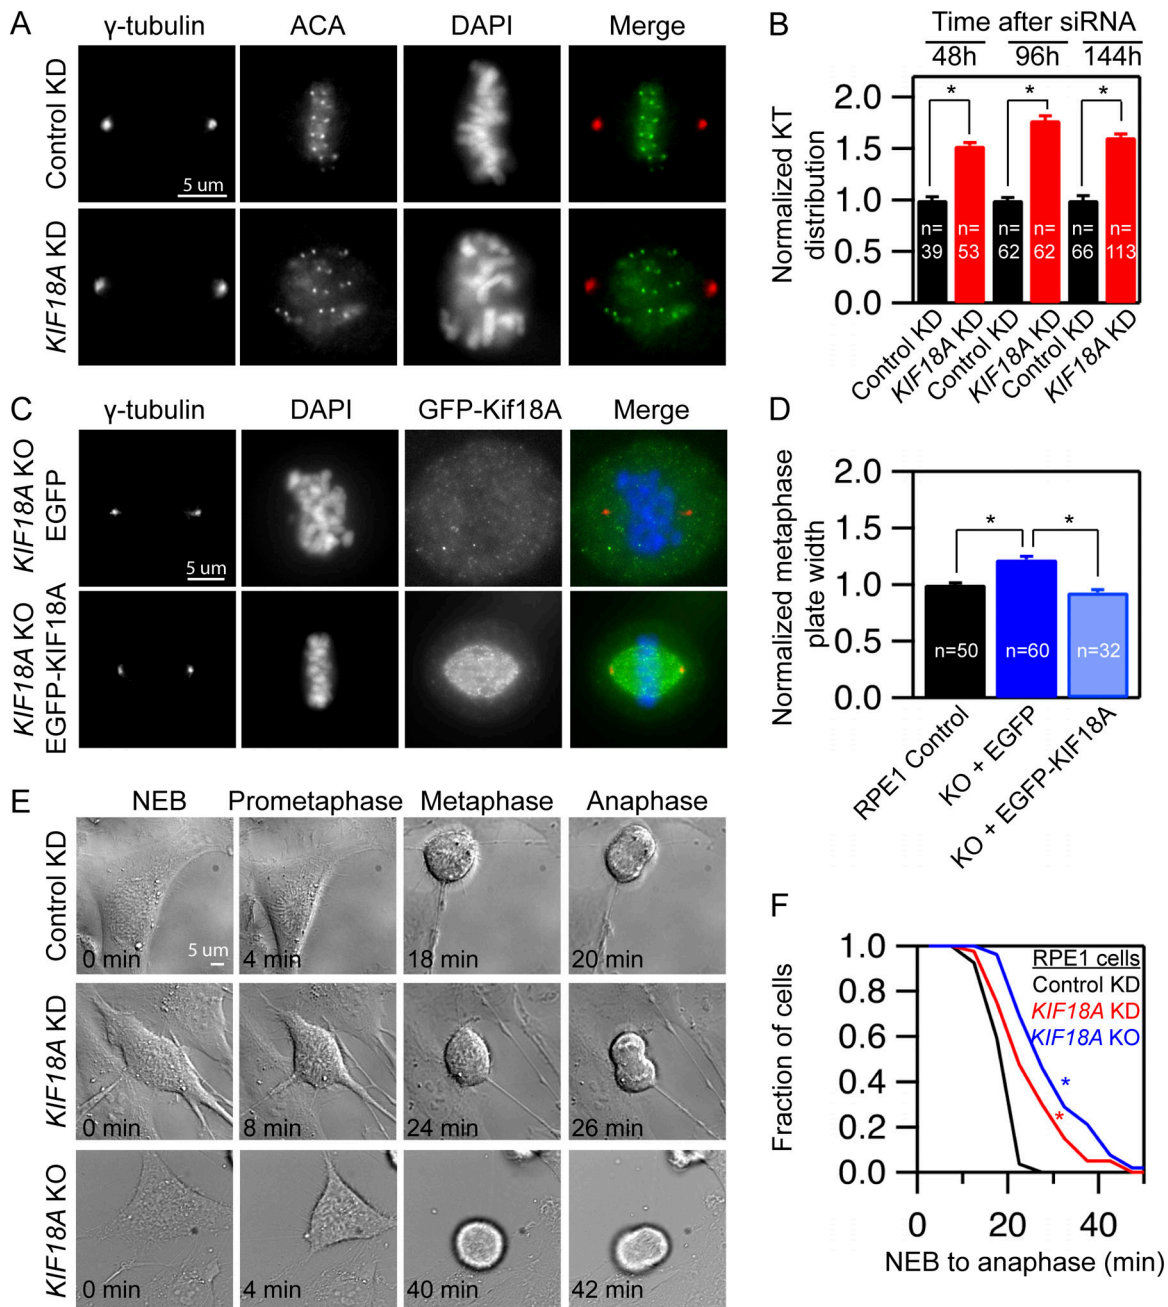 A
γ-tubulin
ACA
DAPI
Merge
Control KD
5 um
KIF18A KD
B
Time after siRNA
48h
96h
144h
Normalized KT
distribution
2.0
1.5
1.0
0.5
0.0
*
*
*
n=
39
n=
53
n=
62
n=
62
n=
66
n=
113
Control KD
KIF18A KD
Control KD
KIF18A KD
Control KD
KIF18A KD
C
γ-tubulin
DAPI
GFP-Kif18A
Merge
KIF18A KO
EGFP
5 um
KIF18A KO
EGFP-KIF18A
D
Normalized metaphase
plate width
2.0
1.5
1.0
0.5
0.0
*
*
n=50
n=60
n=32
RPE1 Control
KO + EGFP
KO + EGFP-KIF18A
E
NEB
Prometaphase
Metaphase
Anaphase
Control KD
0 min
5 um
4 min
18 min
20 min
KIF18A KD
0 min
8 min
24 min
26 min
KIF18A KO
0 min
4 min
40 min
42 min
F
Fraction of cells
1.0
0.8
0.6
0.4
0.2
0.0
RPE1 cells
Control KD
KIF18A KD
KIF18A KO
*
*
0
20
40
NEB to anaphase (min)